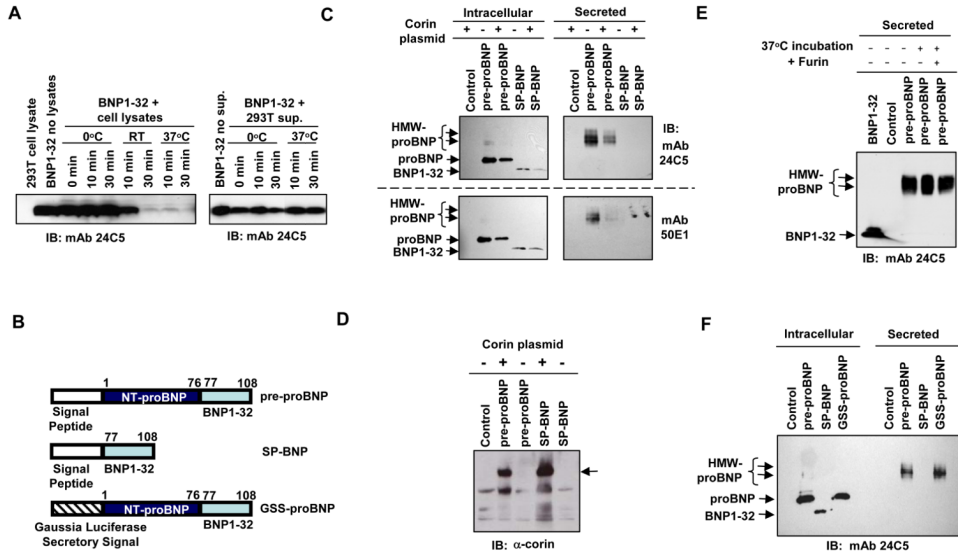 A
293T cell lysate
BNP1-32 no lysates
BNP1-32 +
cell lysates
0ºC
RT
37ºC
0 min
10 min
30 min
10 min
30 min
10 min
30 min
IB: mAb 24C5
BNP1-32 no sup.
BNP1-32 +
293T sup.
0ºC
37ºC
0 min
10 min
30 min
10 min
30 min
IB: mAb 24C5
B
1
76
77
108
NT-proBNP
pre-proBNP
Signal
Peptide
BNP1-32
77
108
SP-BNP
Signal
Peptide
BNP1-32
1
76
77
108
NT-proBNP
GSS-proBNP
Gaussia Luciferase
Secretory Signal
BNP1-32
C
Intracellular
Secreted
Corin
plasmid
+ - + - +
+ - + - +
Control
pre-proBNP
pre-proBNP
SP-BNP
SP-BNP
Control
pre-proBNP
pre-proBNP
SP-BNP
SP-BNP
HMW-
proBNP
proBNP
BNP1-32
IB:
mAb
24C5
HMW-
proBNP
proBNP
BNP1-32
mAb
50E1
D
Corin plasmid
- + - + -
Control
pre-proBNP
pre-proBNP
SP-BNP
SP-BNP
IB: α-corin
E
Secreted
37ºC incubation
- - - + +
+ Furin
- - - - +
BNP1-32
Control
pre-proBNP
pre-proBNP
pre-proBNP
HMW-
proBNP
BNP1-32
IB: mAb 24C5
F
Intracellular
Secreted
Control
pre-proBNP
SP-BNP
GSS-proBNP
Control
pre-proBNP
SP-BNP
GSS-proBNP
HMW-
proBNP
proBNP
BNP1-32
IB: mAb 24C5